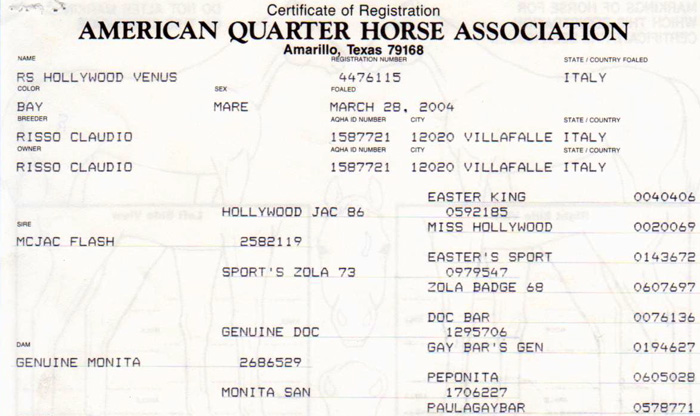 Certificate of Registration
AMERICAN QUARTER HORSE ASSOCIATION
Amarillo, Texas 79168
NAME REGISTRATION NUMBER STATE / COUNTRY FOALED
RS HOLLYWOOD VENUS 4476115 ITALY
COLOR SEX FOALED
BAY MARE MARCH 28, 2004
BREEDER AQHA ID NUMBER CITY STATE / COUNTRY
RISSO CLAUDIO 1587721 12020 VILLAFALLE ITALY
OWNER AQHA ID NUMBER CITY STATE / COUNTRY
RISSO CLAUDIO 1587721 12020 VILLAFALLE ITALY
EASTER KING 0040406
HOLLYWOOD JAC 86 0592185
SIRE MISS HOLLYWOOD 0020069
MCJAC FLASH 2582119
EASTER'S SPORT 0143672
SPORT'S ZOLA 73 0979547
ZOLA BADGE 68 0607697
DOC BAR 0076136
GENUINE DOC 1295706
DAM GAY BAR'S GEN 0194627
GENUINE MONITA 2686529
PEPONITA 0605028
MONITA SAN 1706227
PAULAGAYBAR 0578771